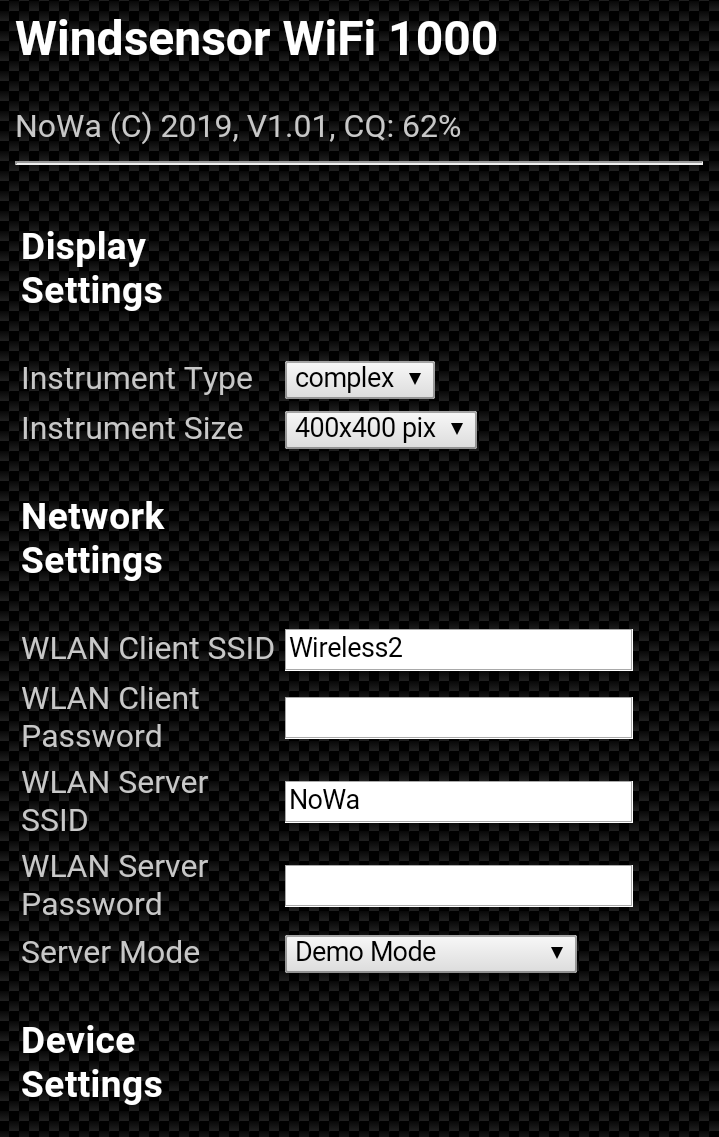 Windsensor WiFi 1000
NoWa (C) 2019, V1.01, CQ: 62%
Display
Settings
Instrument Type complex ▼
Instrument Size 400x400 pix ▼
Network
Settings
WLAN Client SSID Wireless2
WLAN Client
Password
WLAN Server
SSID NoWa
WLAN Server
Password
Server Mode Demo Mode ▼
Device
Settings